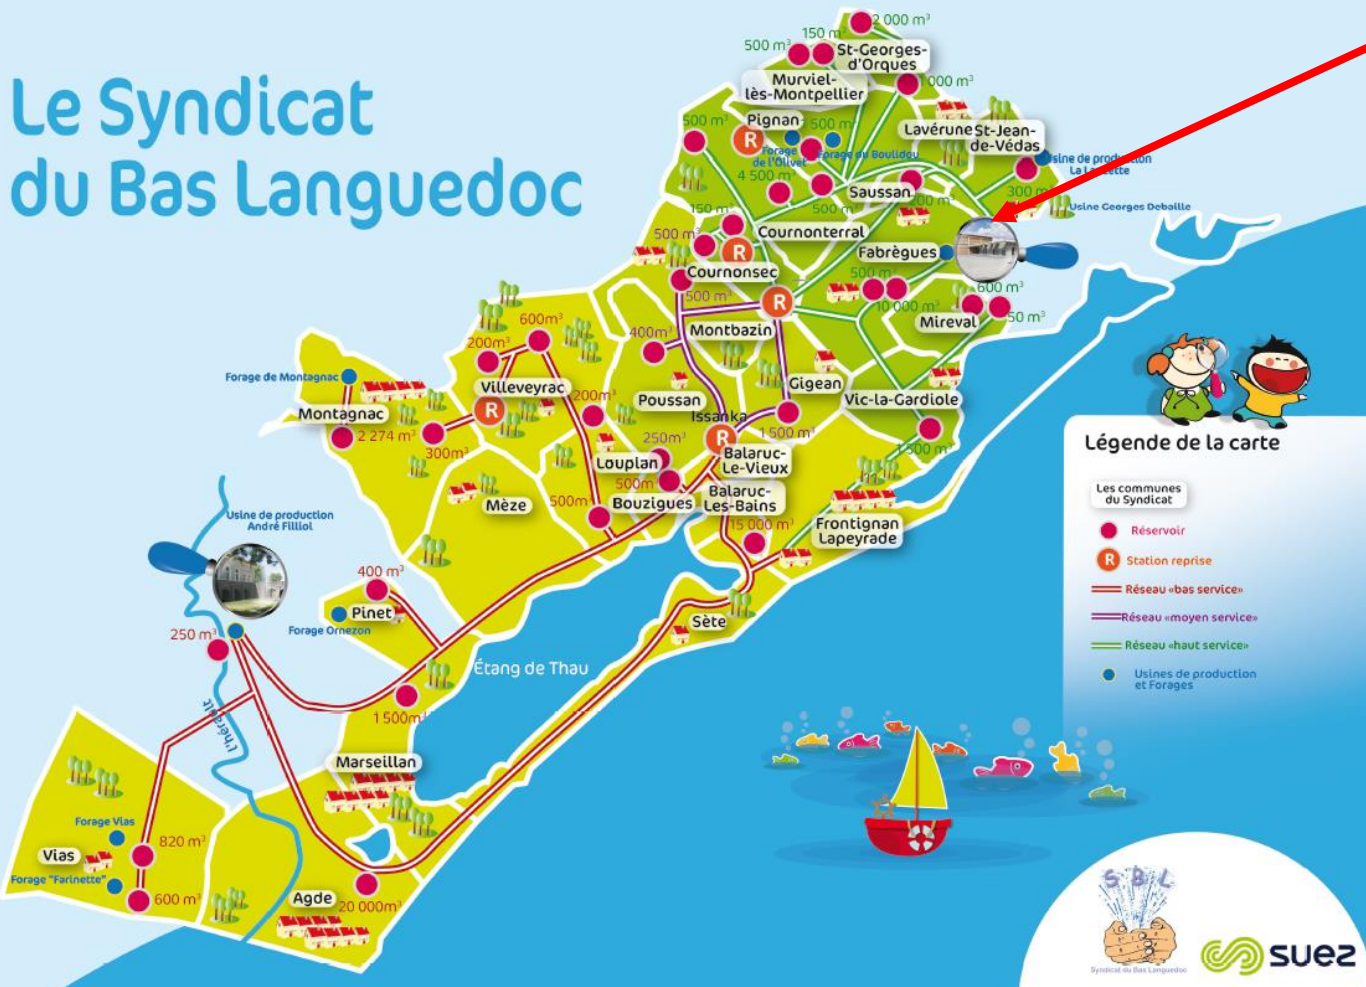 Le Syndicat
du Bas Languedoc
2 000 m³
150 m³
500 m³
St-Georges-
d'Orques
Murviel-
lès-Montpellier
000 m³
500 m³
Pignan
R
500 m³
Forage
de l'Olivet
Forage du Boulidou
Lavérune
St-Jean-
de-Védas
Usine de production
4 500 m³
Saussan
300 m³
200 m³
500 m³
Usine Georges Debaille
150 m³
500 m³
Cournonterral
R
Fabrègues
Cournonsec
500 m³
500 m³
10 000 m³
600 m³
50 m³
Mireval
R
Montbazin
600m³
200m³
400m³
Forage de Montagnac
Villeveyrac
R
200m³
Poussan
Gigean
Vic-la-Gardiole
Montagnac
2 274 m³
300m³
Issanka
R
1 500 m³
1 500 m³
250m³
Louplan
500m³
Balaruc-
Le-Vieux
Mèze
500m³
Bouzigues
Balaruc-
Les-Bains
15 000 m³
Frontignan
Lapeyrade
Usine de production
André Filliol
400 m³
Pinet
Forage Ornezon
250 m³
Sète
Étang de Thau
L'hérault
1 500m³
Marseillan
Forage Vias
820 m³
Vias
Forage "Farinette"
600 m³
Agde
20 000m³
Légende de la carte
Les communes
du Syndicat
Réservoir
R
Station reprise
Réseau «bas service»
Réseau «moyen service»
Réseau «haut service»
Usines de production
et Forages
S B L
Syndicat du Bas Languedoc
suez